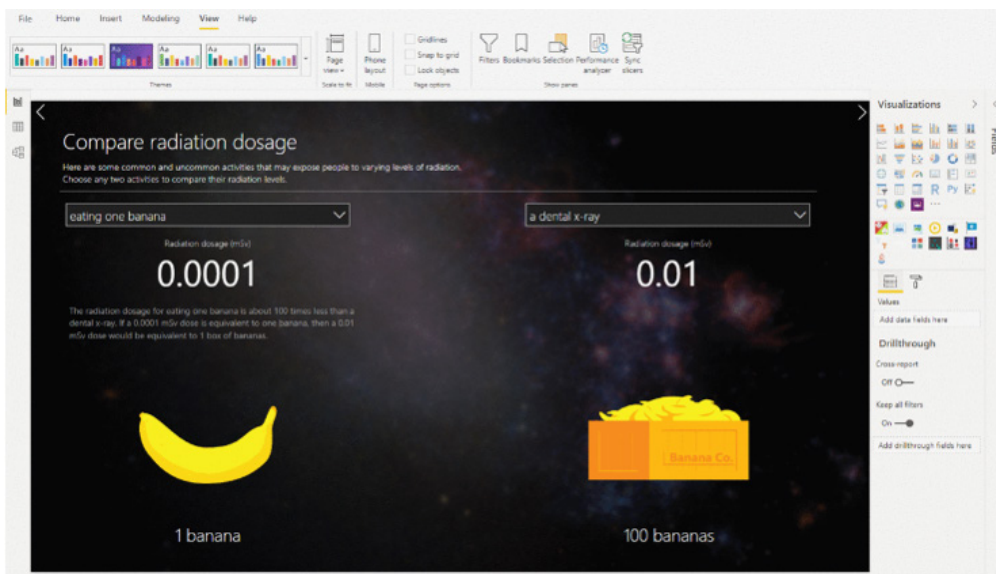 File Home Insert Modeling View Help
Aa Aa Aa Aa Aa Aa
Page view
Phone layout
Gridlines
Snap to grid
Lock objects
Filters Bookmarks Selection Performance analyzer Sync slicers
Themes Scale to fit Mobile Page options Show panes
Compare radiation dosage
Here are some common and uncommon activities that may expose people to varying levels of radiation.
Choose any two activities to compare their radiation levels.
eating one banana
Radiation dosage (mSv)
0.0001
The radiation dosage for eating one banana is about 100 times less than a
dental x-ray. If a 0.0001 mSv dose is equivalent to one banana, then a 0.01
mSv dose would be equivalent to 1 box of bananas.
1 banana
a dental x-ray
Radiation dosage (mSv)
0.01
Banana Co.
100 bananas
Visualizations
R Py
Values
Add data fields here
Drillthrough
Cross-report
Off
Keep all filters
On
Add drillthrough fields here
Fields